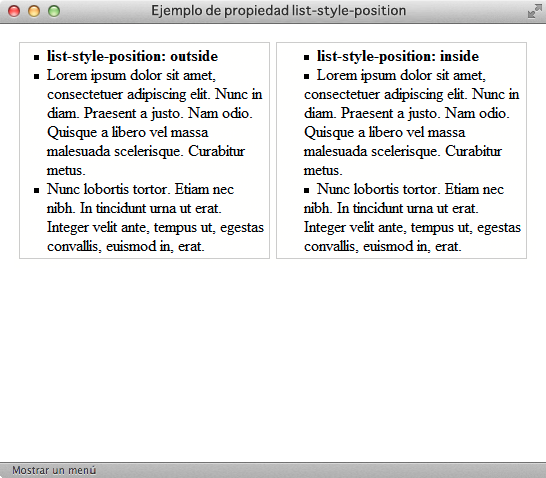 Ejemplo de propiedad list-style-position
list-style-position: outside
Lorem ipsum dolor sit amet,
consectetuer adipiscing elit. Nunc in
diam. Praesent a justo. Nam odio.
Quisque a libero vel massa
malesuada scelerisque. Curabitur
metus.
Nunc lobortis tortor. Etiam nec
nibh. In tincidunt urna ut erat.
Integer velit ante, tempus ut, egestas
convallis, euismod in, erat.
list-style-position: inside
Lorem ipsum dolor sit amet,
consectetuer adipiscing elit. Nunc in
diam. Praesent a justo. Nam odio.
Quisque a libero vel massa
malesuada scelerisque. Curabitur
metus.
Nunc lobortis tortor. Etiam nec
nibh. In tincidunt urna ut erat.
Integer velit ante, tempus ut, egestas
convallis, euismod in, erat.
Mostrar un menú